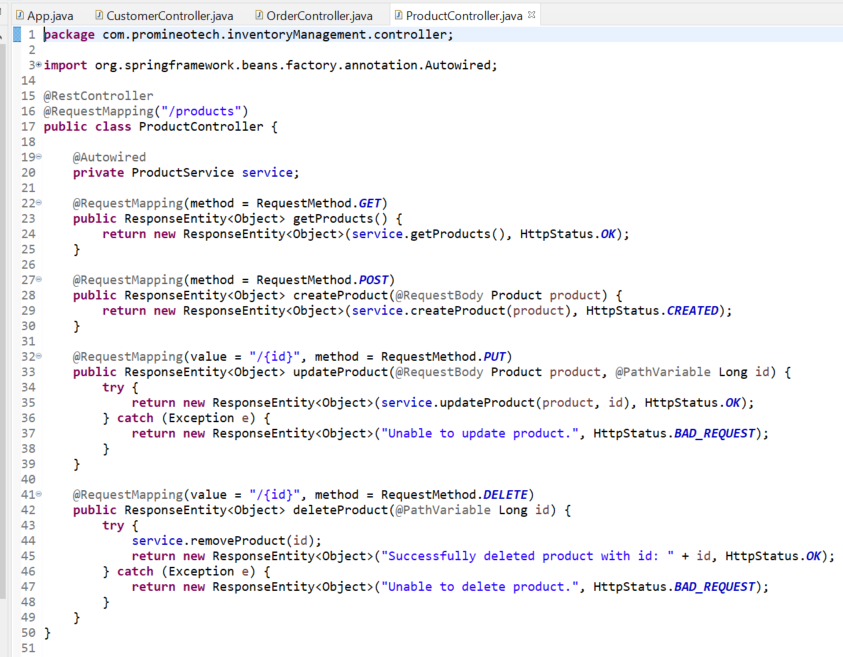 App.java CustomerController.java OrderController.java ProductController.java
1 package com.promineotech.inventoryManagement.controller;
2
3 import org.springframework.beans.factory.annotation.Autowired;
14
15 @RestController
16 @RequestMapping("/products")
17 public class ProductController {
18
19     @Autowired
20     private ProductService service;
21
22     @RequestMapping(method = RequestMethod.GET)
23     public ResponseEntity<Object> getProducts() {
24         return new ResponseEntity<Object>(service.getProducts(), HttpStatus.OK);
25     }
26
27     @RequestMapping(method = RequestMethod.POST)
28     public ResponseEntity<Object> createProduct(@RequestBody Product product) {
29         return new ResponseEntity<Object>(service.createProduct(product), HttpStatus.CREATED);
30     }
31
32     @RequestMapping(value = "/{id}", method = RequestMethod.PUT)
33     public ResponseEntity<Object> updateProduct(@RequestBody Product product, @PathVariable Long id) {
34         try {
35             return new ResponseEntity<Object>(service.updateProduct(product, id), HttpStatus.OK);
36         } catch (Exception e) {
37             return new ResponseEntity<Object>("Unable to update product.", HttpStatus.BAD_REQUEST);
38         }
39     }
40
41     @RequestMapping(value = "/{id}", method = RequestMethod.DELETE)
42     public ResponseEntity<Object> deleteProduct(@PathVariable Long id) {
43         try {
44             service.removeProduct(id);
45             return new ResponseEntity<Object>("Successfully deleted product with id: " + id, HttpStatus.OK);
46         } catch (Exception e) {
47             return new ResponseEntity<Object>("Unable to delete product.", HttpStatus.BAD_REQUEST);
48         }
49     }
50 }
51